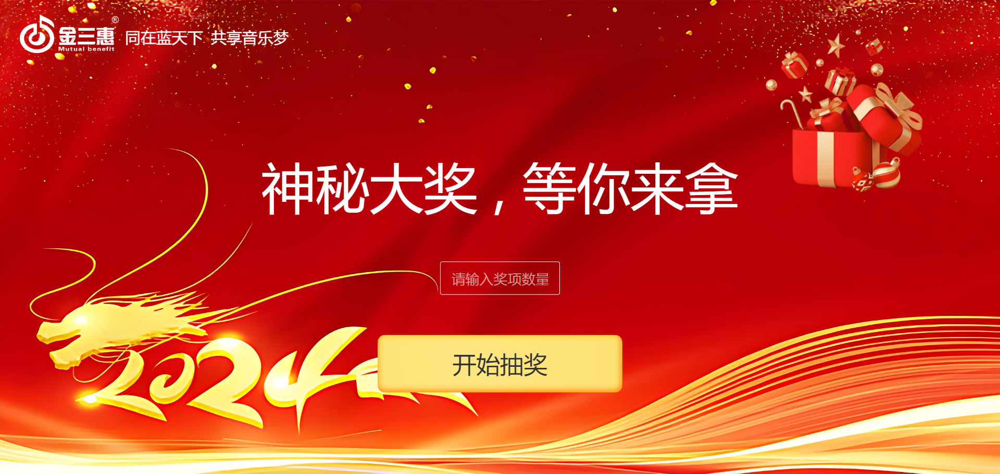 金三惠®
Mutual benefit
同在蓝天下 共享音乐梦
神秘大奖，等你来拿
请输入奖项数量
2024
开始抽奖